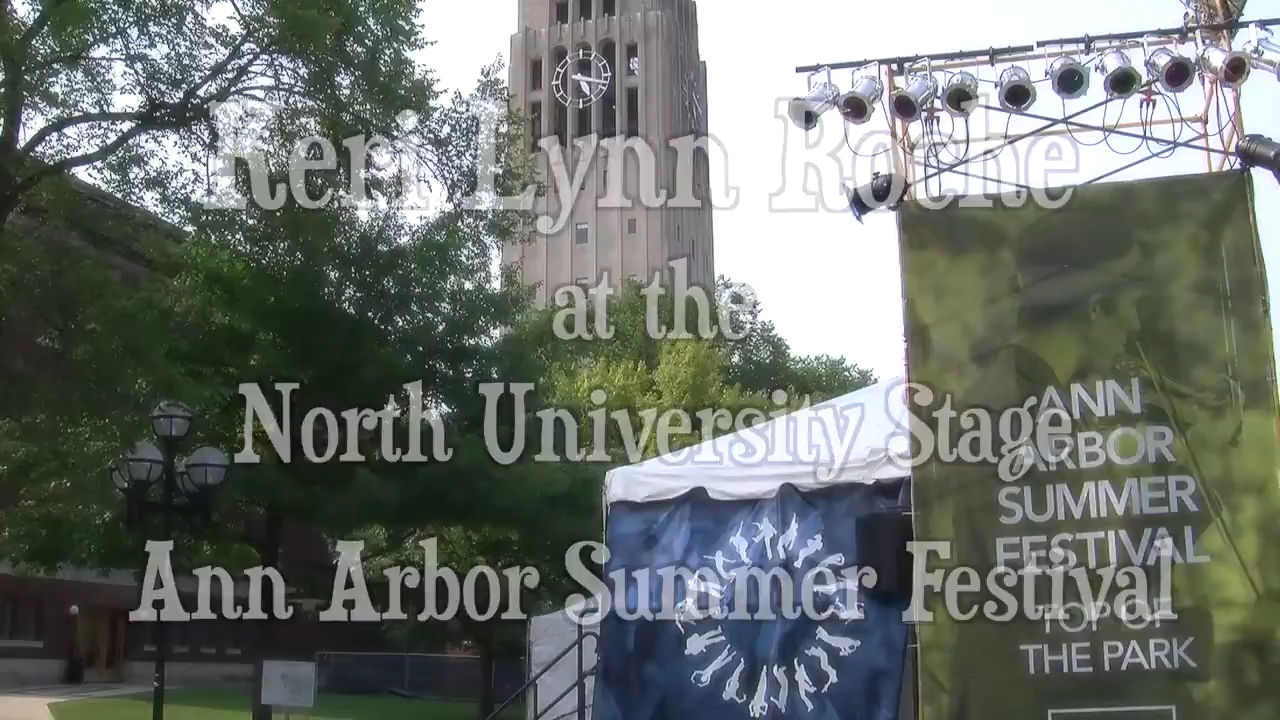 Keri Lynn Roche
at the
North University Stage
Ann Arbor Summer Festival
ANN
ARBOR
SUMMER
FESTIVAL
TOP OF
THE PARK